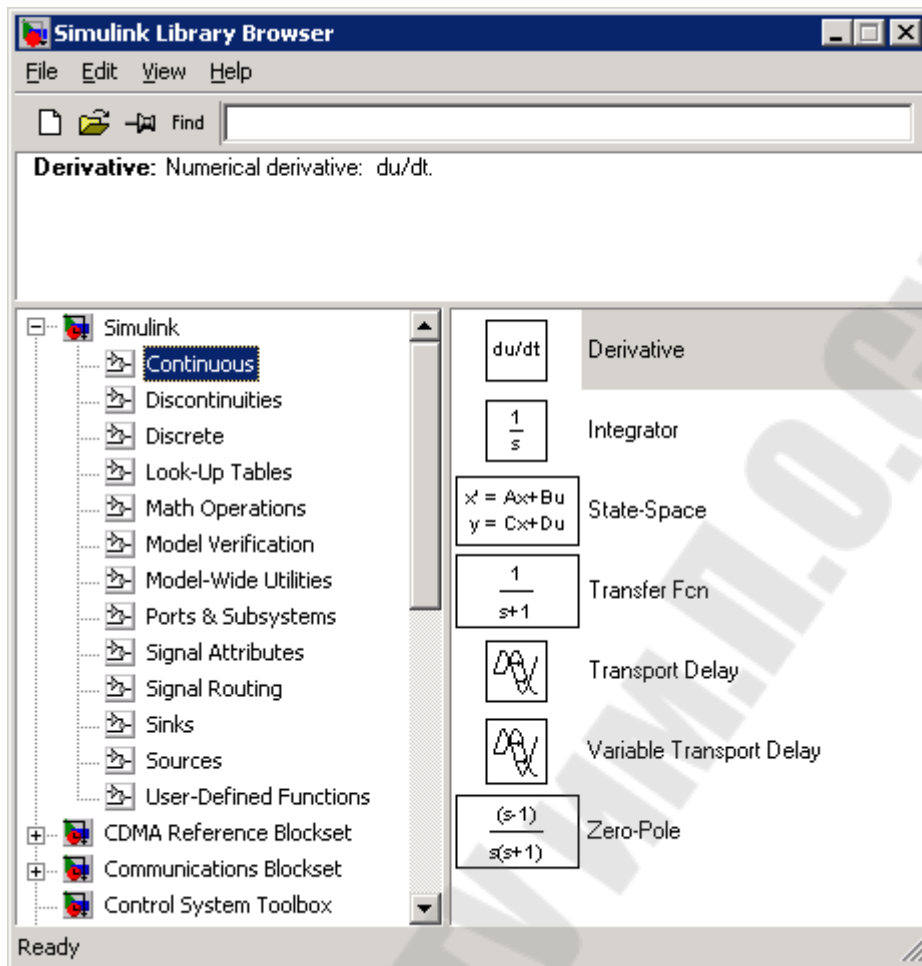 Simulink Library Browser
File Edit View Help
Find
Derivative: Numerical derivative: du/dt.
Simulink
Continuous
Discontinuities
Discrete
Look-Up Tables
Math Operations
Model Verification
Model-Wide Utilities
Ports & Subsystems
Signal Attributes
Signal Routing
Sinks
Sources
User-Defined Functions
CDMA Reference Blockset
Communications Blockset
Control System Toolbox
du/dt Derivative
1
s
Integrator
x' = Ax+Bu
y = Cx+Du
State-Space
1
s+1
Transfer Fcn
Transport Delay
Variable Transport Delay
(s-1)
s(s+1)
Zero-Pole
Ready